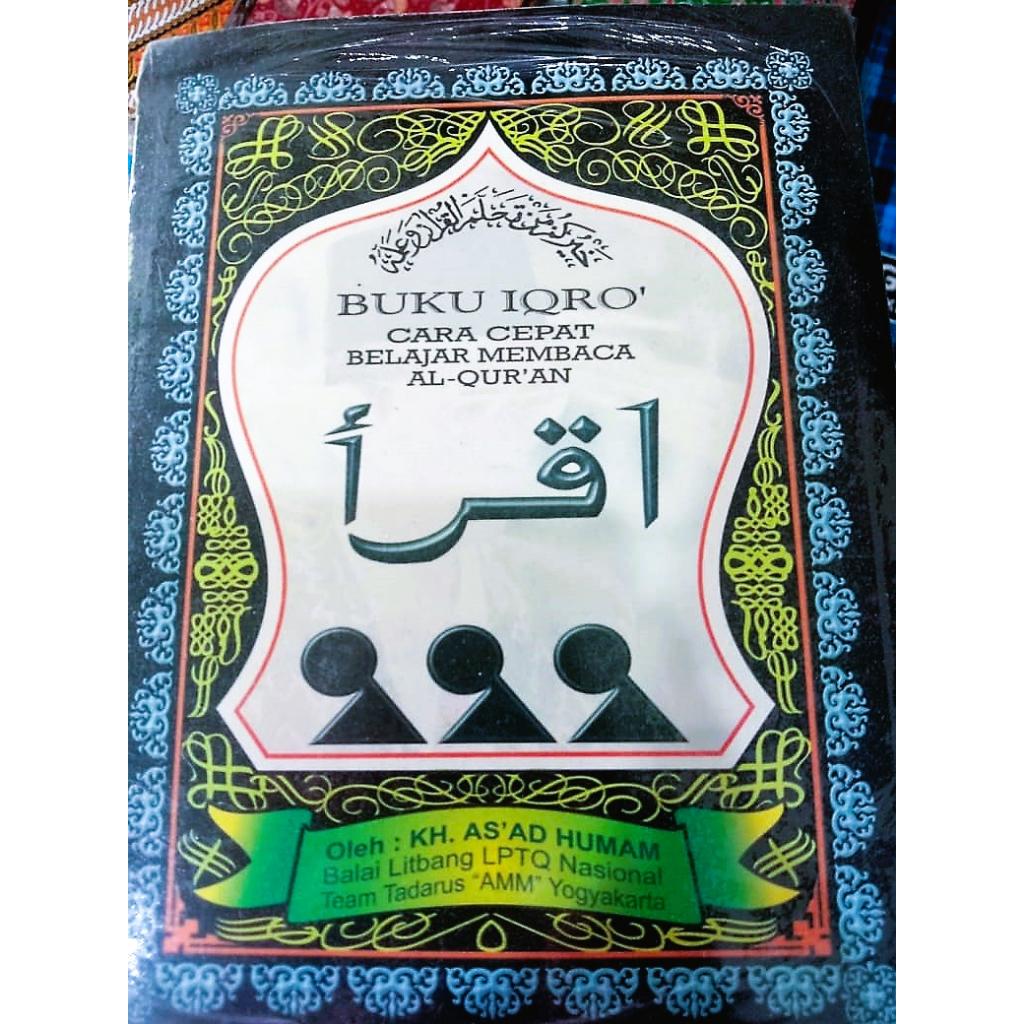 خيركم من تعلم القرآن وعلمه
BUKU IQRO'
CARA CEPAT
BELAJAR MEMBACA
AL-QUR'AN
اقرأ
Oleh : KH. AS'AD HUMAM
Balai Litbang LPTQ Nasional
Team Tadarus "AMM" Yogyakarta